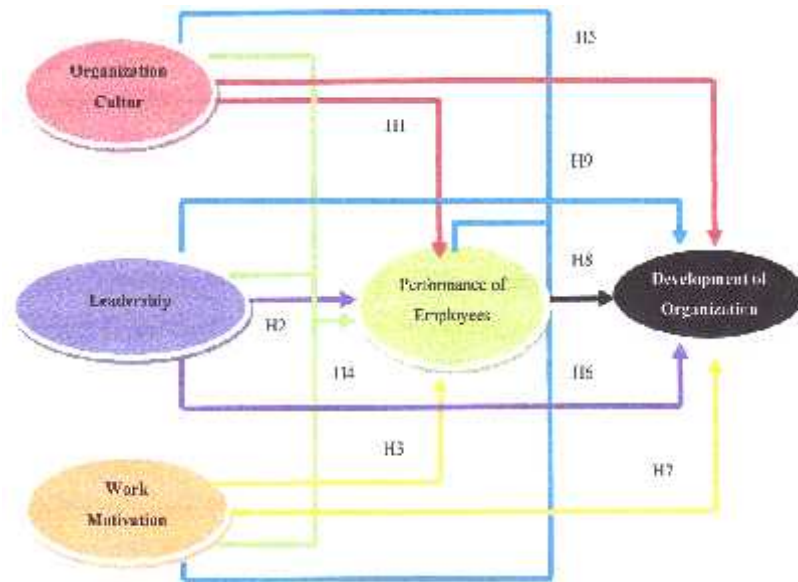 H5
Organization
Cultur
H1
H9
Leadership
H2
Performance of
Employees
H8
Development of
Organization
H4
H6
H3
H7
Work
Motivation